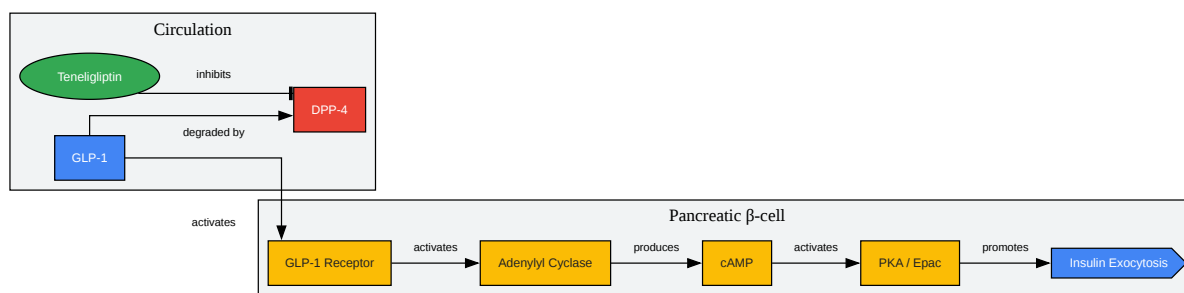 Circulation
Teneligliptin
inhibits
DPP-4
degraded by
GLP-1
activates
Pancreatic β-cell
GLP-1 Receptor
activates
Adenylyl Cyclase
produces
cAMP
activates
PKA / Epac
promotes
Insulin Exocytosis